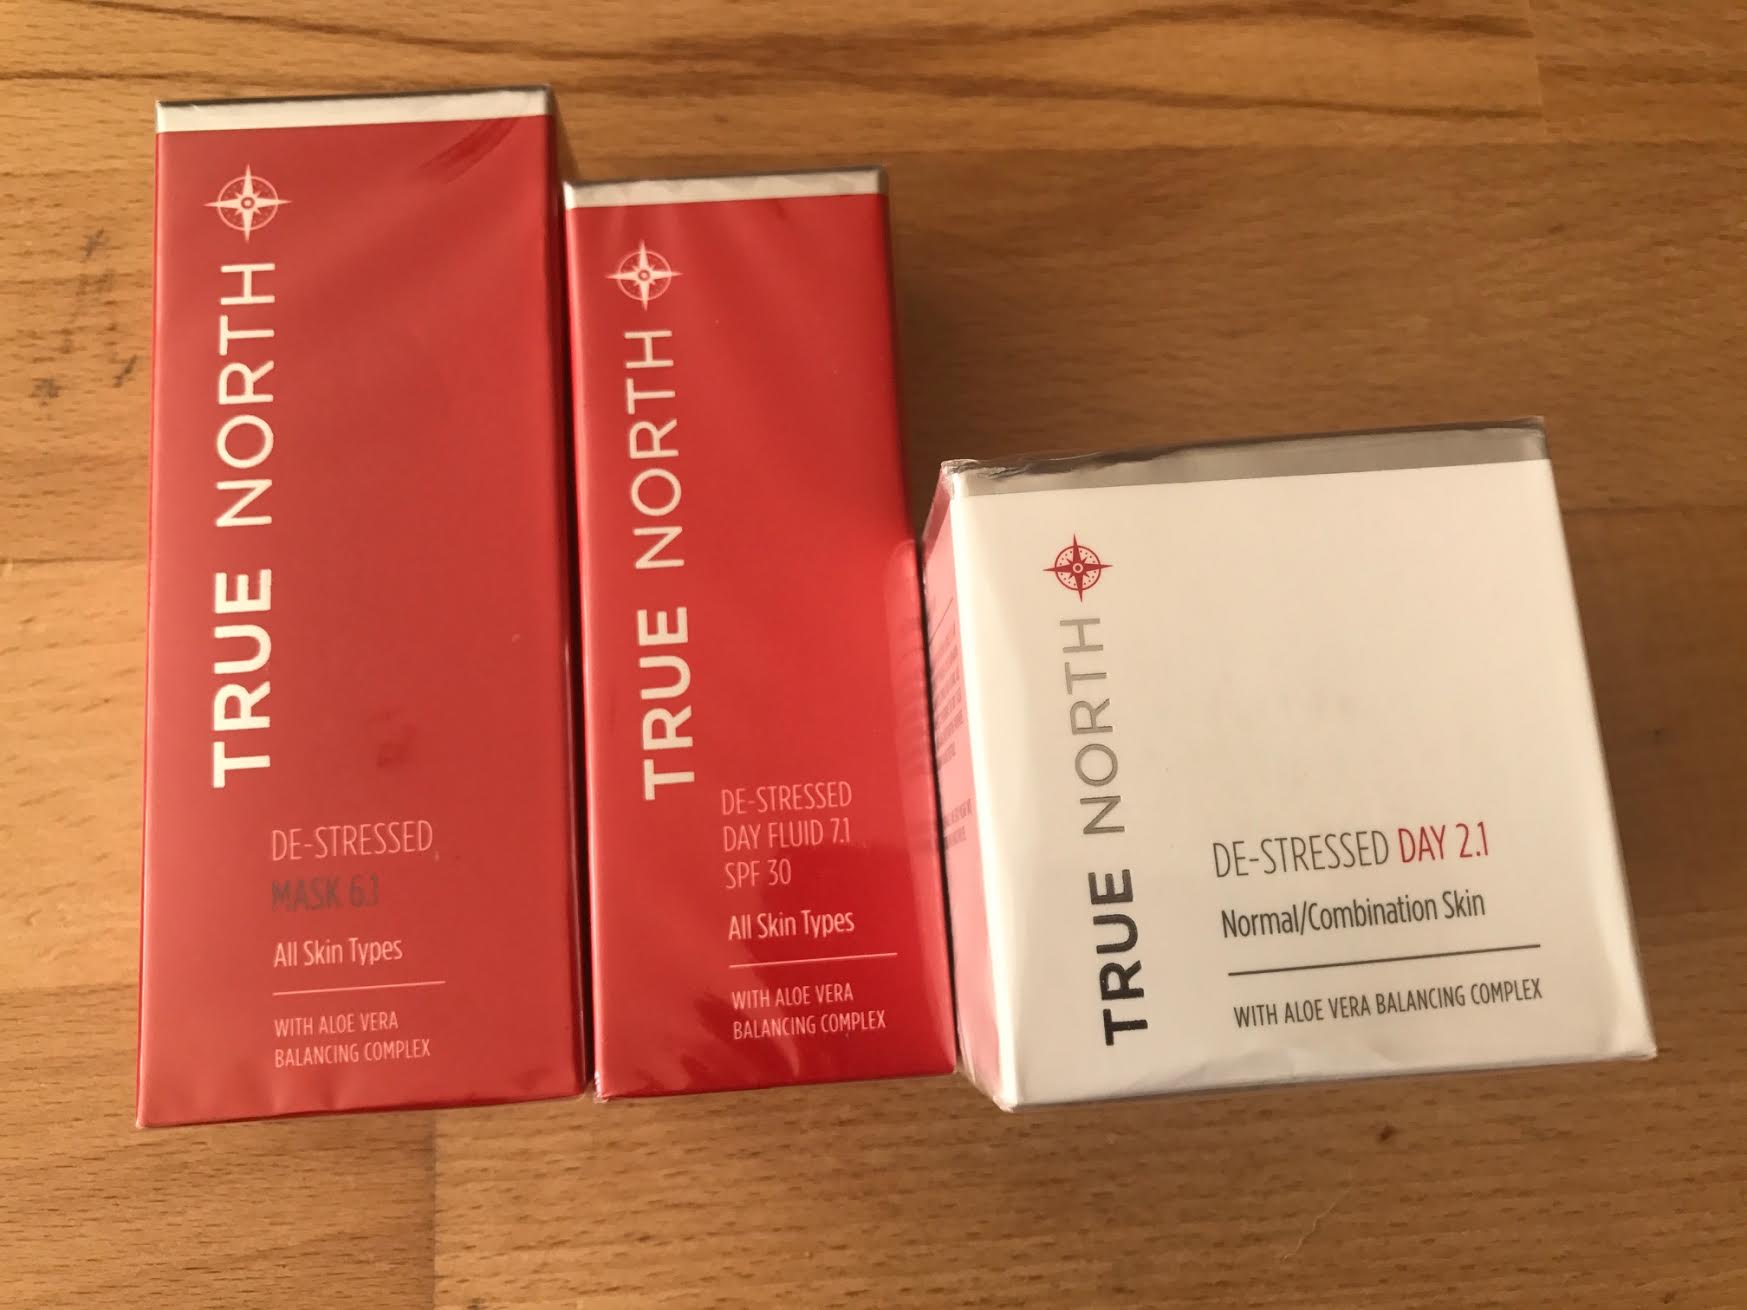 TRUE NORTH
DE-STRESSED
MASK 6.1
All Skin Types
WITH ALOE VERA
BALANCING COMPLEX
TRUE NORTH
DE-STRESSED
DAY FLUID 7.1
SPF 30
All Skin Types
WITH ALOE VERA
BALANCING COMPLEX
TRUE NORTH
DE-STRESSED DAY 2.1
Normal/Combination Skin
WITH ALOE VERA BALANCING COMPLEX